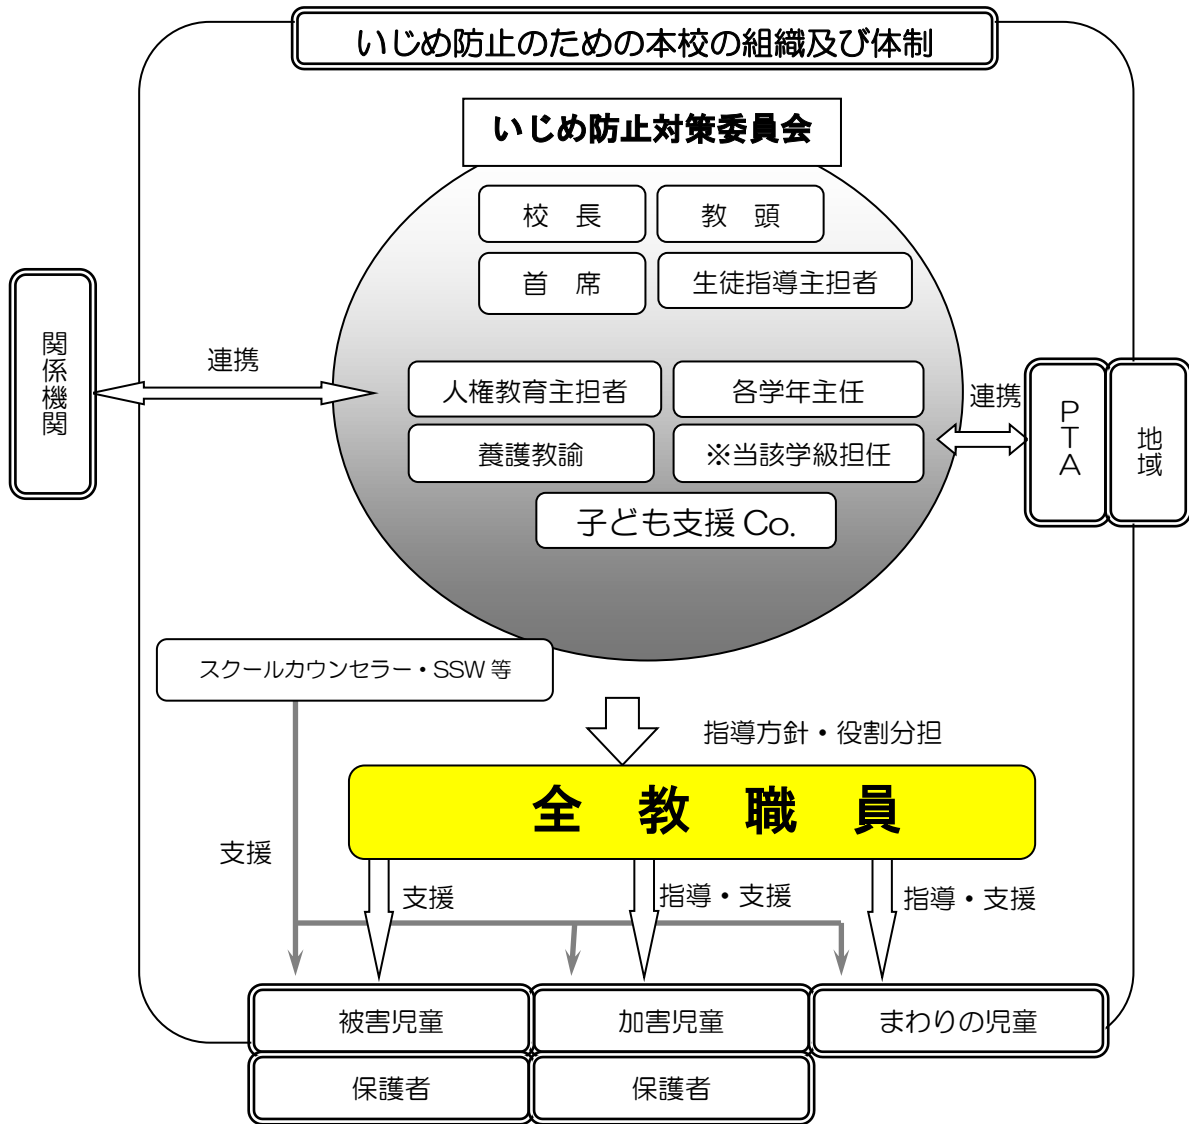 いじめ防止のための本校の組織及び体制
いじめ防止対策委員会
校　長
教　頭
首　席
生徒指導主担者
関係機関
連携
人権教育主担者
各学年主任
連携
PTA
地域
養護教諭
※当該学級担任
子ども支援 Co.
スクールカウンセラー・SSW 等
指導方針・役割分担
全　教　職　員
支援
支援
指導・支援
指導・支援
被害児童
加害児童
まわりの児童
保護者
保護者